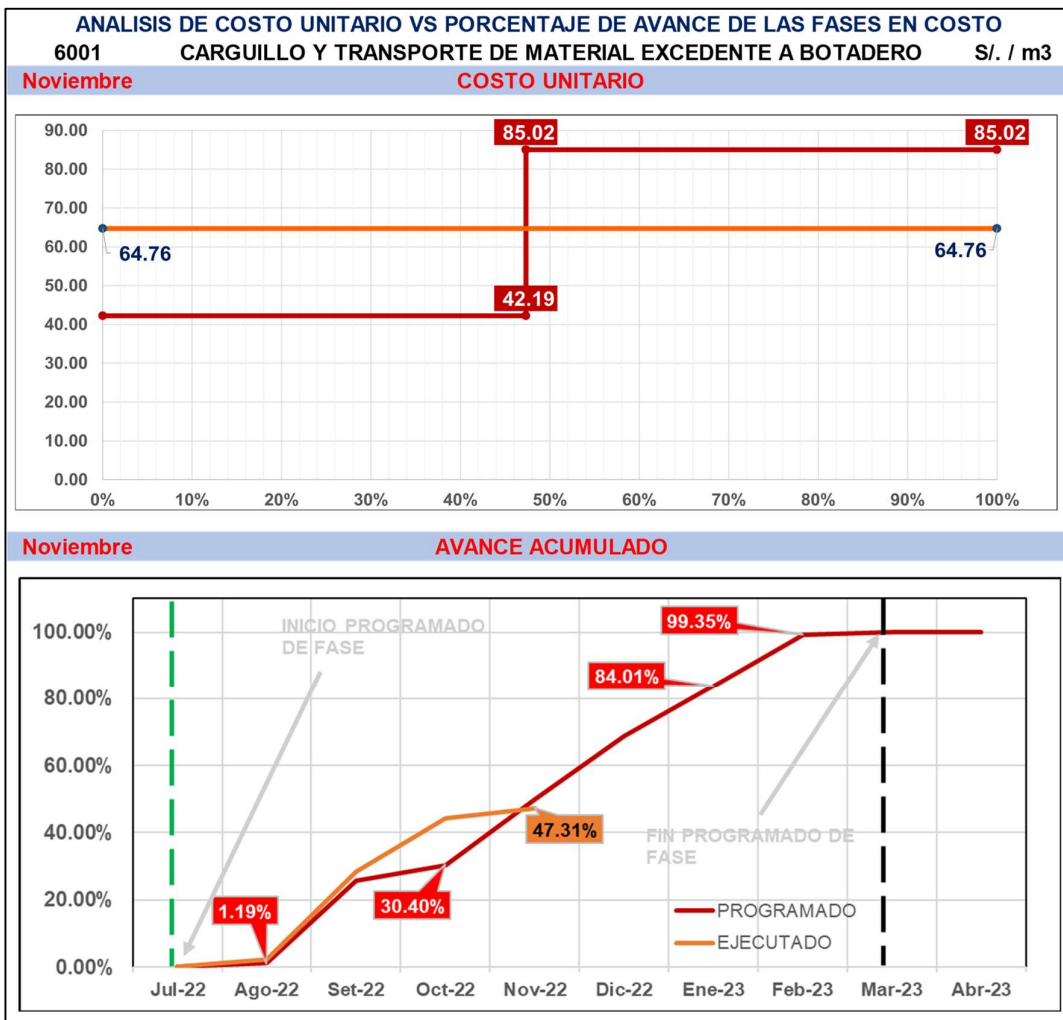 ANALISIS DE COSTO UNITARIO VS PORCENTAJE DE AVANCE DE LAS FASES EN COSTO
6001 CARGUILLO Y TRANSPORTE DE MATERIAL EXCEDENTE A BOTADERO S/. / m3
Noviembre COSTO UNITARIO
90.00
85.02 85.02
80.00
70.00
64.76 64.76
60.00
50.00
42.19
40.00
30.00
20.00
10.00
0.00
0% 10% 20% 30% 40% 50% 60% 70% 80% 90% 100%
Noviembre AVANCE ACUMULADO
INICIO PROGRAMADO
DE FASE
99.35%
100.00%
84.01%
80.00%
60.00%
47.31%
40.00%
FIN PROGRAMADO DE
FASE
30.40%
20.00%
1.19%
PROGRAMADO
EJECUTADO
0.00%
Jul-22 Ago-22 Set-22 Oct-22 Nov-22 Dic-22 Ene-23 Feb-23 Mar-23 Abr-23